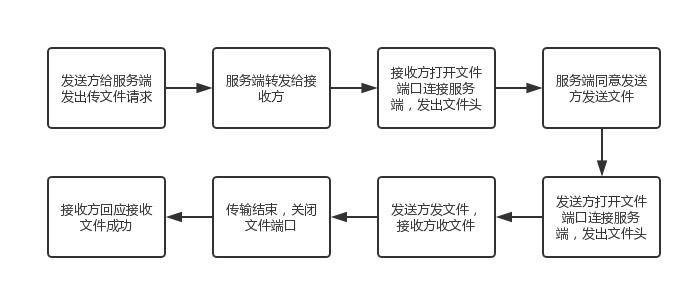 发送方给服务端
发出传文件请求
服务端转发给接
收方
接收方打开文件
端口连接服务
端，发出文件头
服务端同意发送
方发送文件
发送方打开文件
端口连接服务
端，发出文件头
发送方发文件，
接收方收文件
传输结束，关闭
文件端口
接收方回应接收
文件成功